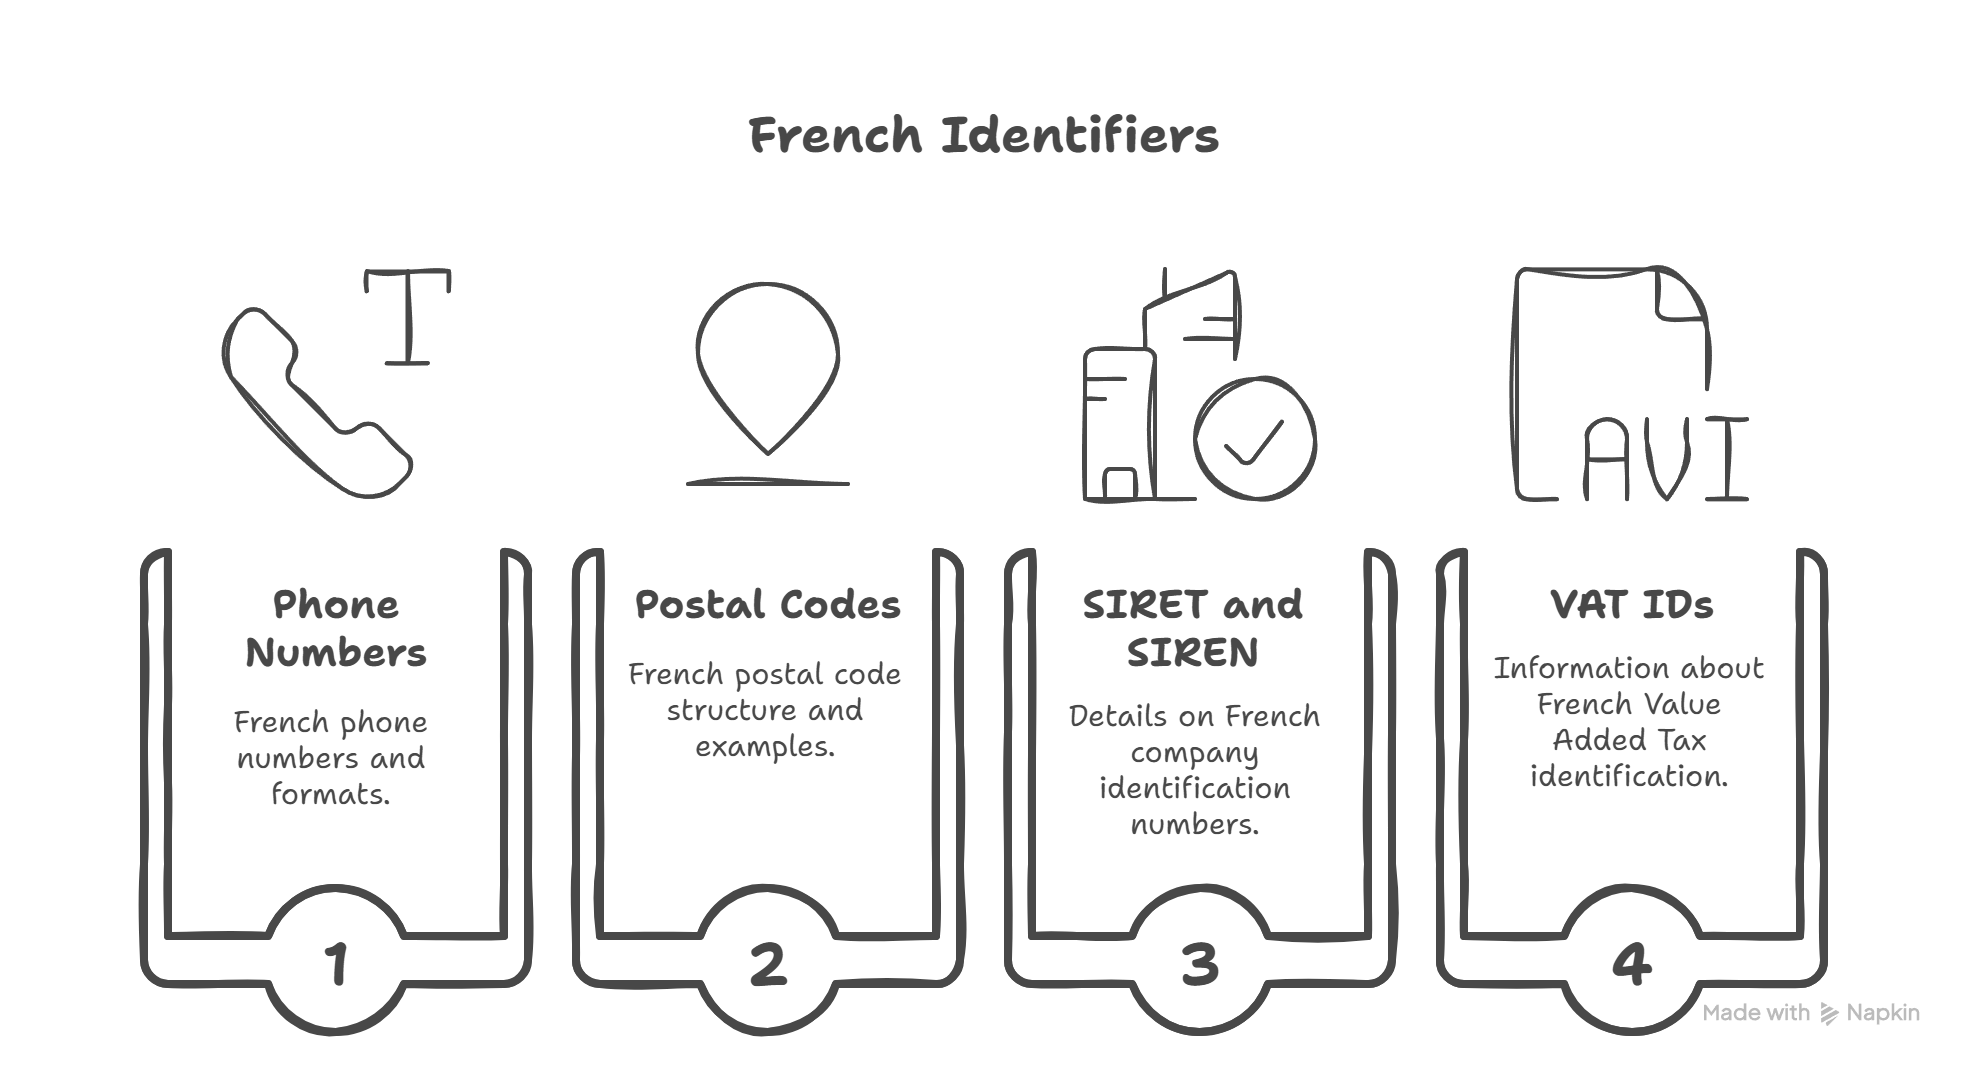 French Identifiers
T
AVI
Phone
Numbers
French phone
numbers and
formats.
1
Postal Codes
French postal code
structure and
examples.
2
SIRET and
SIREN
Details on French
company
identification
numbers.
3
VAT IDs
Information about
French Value
Added Tax
identification.
4
Made with Napkin